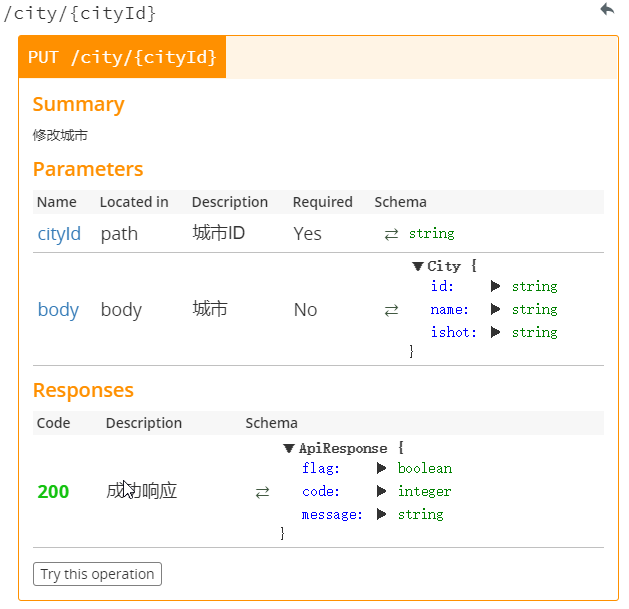 /city/{cityId}
PUT /city/{cityId}
Summary
修改城市
Parameters
Name Located in Description Required Schema
cityId path 城市ID Yes ⇄ string
body body 城市 No ⇄ ▼ City {
id: ▶ string
name: ▶ string
ishot: ▶ string
}
Responses
Code Description Schema
200 成功响应 ⇄ ▼ ApiResponse {
flag: ▶ boolean
code: ▶ integer
message: ▶ string
}
Try this operation